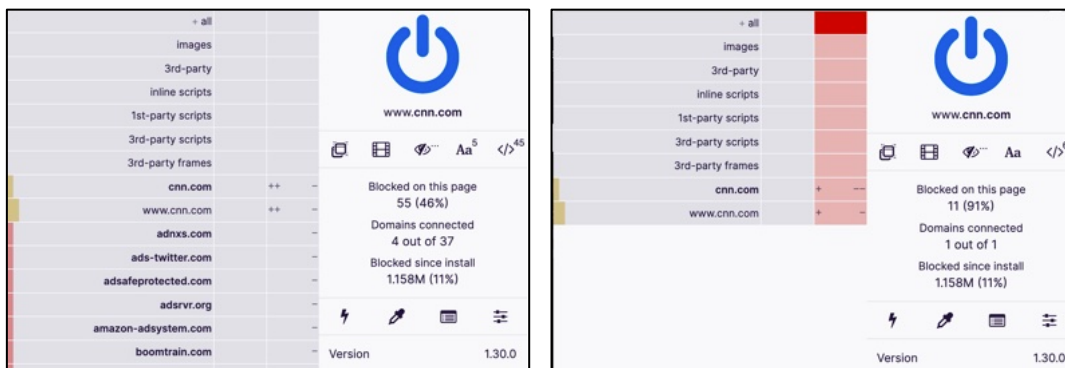 + all
images
3rd-party
inline scripts
1st-party scripts
3rd-party scripts
3rd-party frames
cnn.com ++ −
www.cnn.com ++ −
adnxs.com −
ads-twitter.com −
adsafeprotected.com −
adsrvr.org −
amazon-adsystem.com −
boomtrain.com −
www.cnn.com
Aa 5 </> 45
Blocked on this page
55 (46%)
Domains connected
4 out of 37
Blocked since install
1.158M (11%)
Version 1.30.0
+ all
images
3rd-party
inline scripts
1st-party scripts
3rd-party scripts
3rd-party frames
cnn.com + −−
www.cnn.com + −
www.cnn.com
Aa </>
Blocked on this page
11 (91%)
Domains connected
1 out of 1
Blocked since install
1.158M (11%)
Version 1.30.0